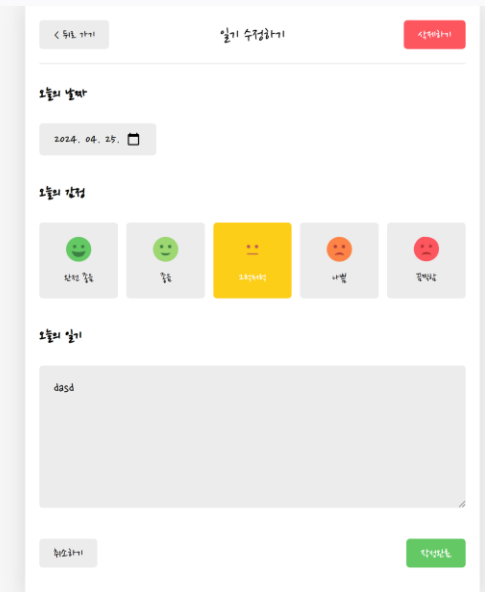 < 뒤로 가기
일기 수정하기
삭제하기
오늘의 날짜
2024. 04. 25.
오늘의 감정
완전 좋음
좋음
그럭저럭
나쁨
끔찍함
오늘의 일기
dasd
취소하기
작성완료